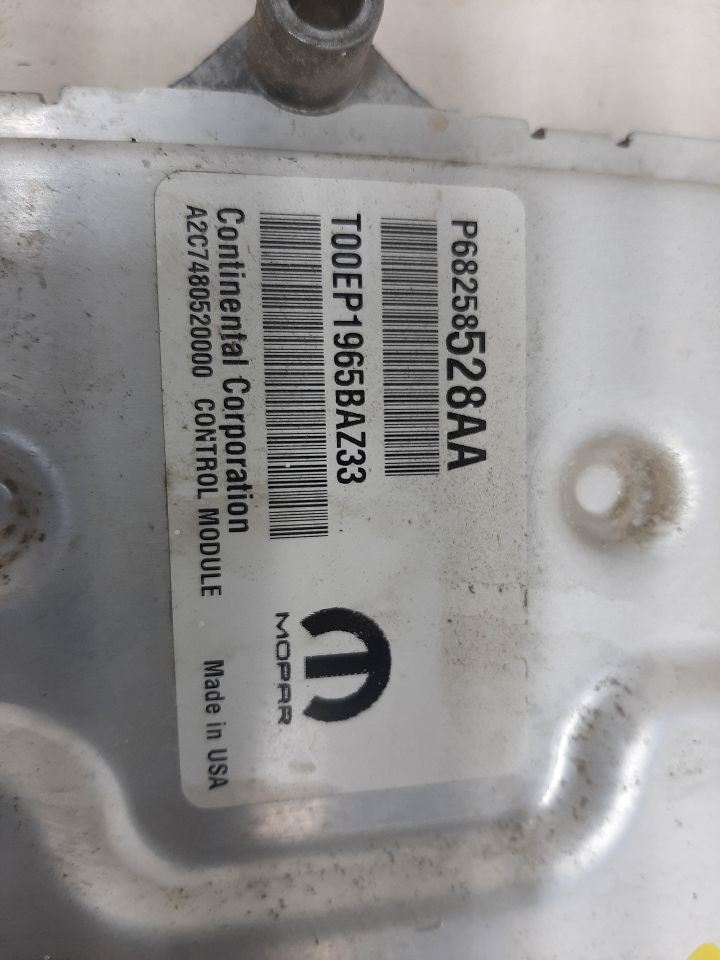 P68258528AA
T00EP1965BAZ33
Continental Corporation
A2C7480520000 CONTROL MODULE Made in USA
MOPAR